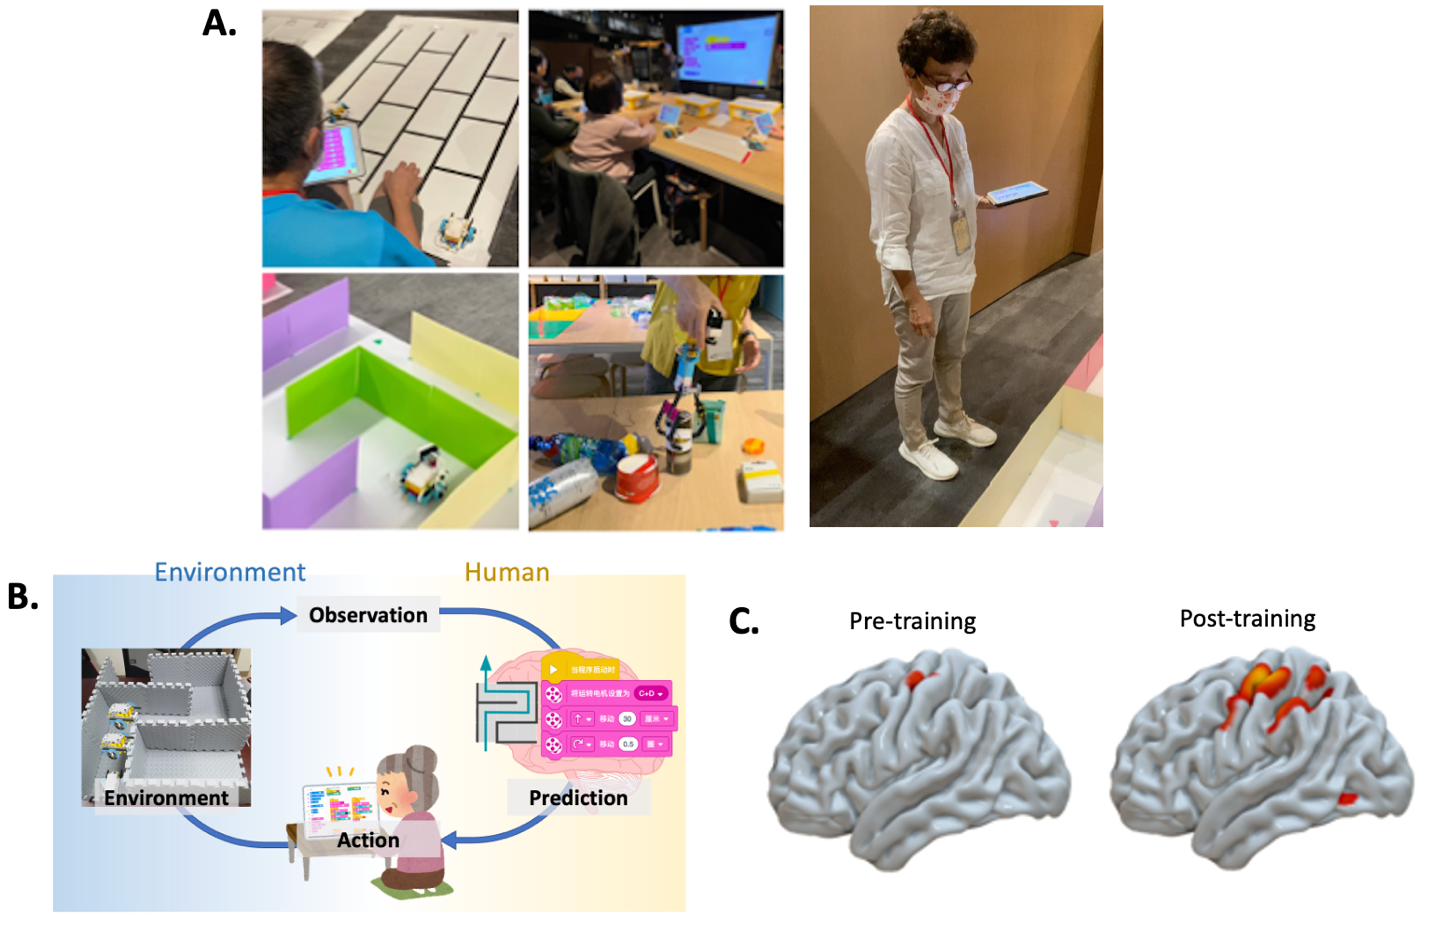 A.
B.
Environment
Human
Observation
当程序启动时
将运转电机设置为 C+D
移动 30 厘米
移动 0.5 圈
Environment
Prediction
Action
C.
Pre-training
Post-training